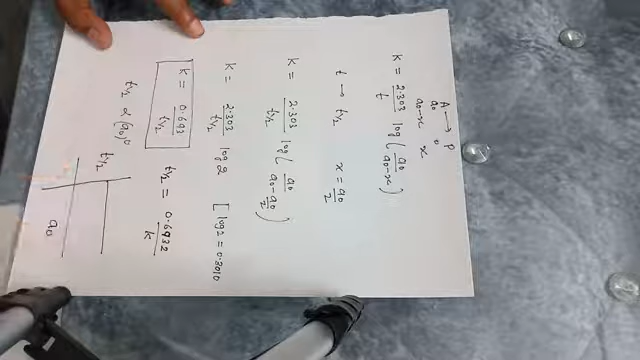 A → P
a₀ 0
a₀-x x
K = 2.303/t log (a₀/a₀-x)
t → t½ x = a₀/2
K = 2.303/t½ log (a₀/a₀-a₀/2)
K = 2.303/t½ log 2 [log 2 = 0.3010
K = 0.693/t½ t½ = 0.6932/K
t½ ∝ (a₀)⁰
t½
a₀